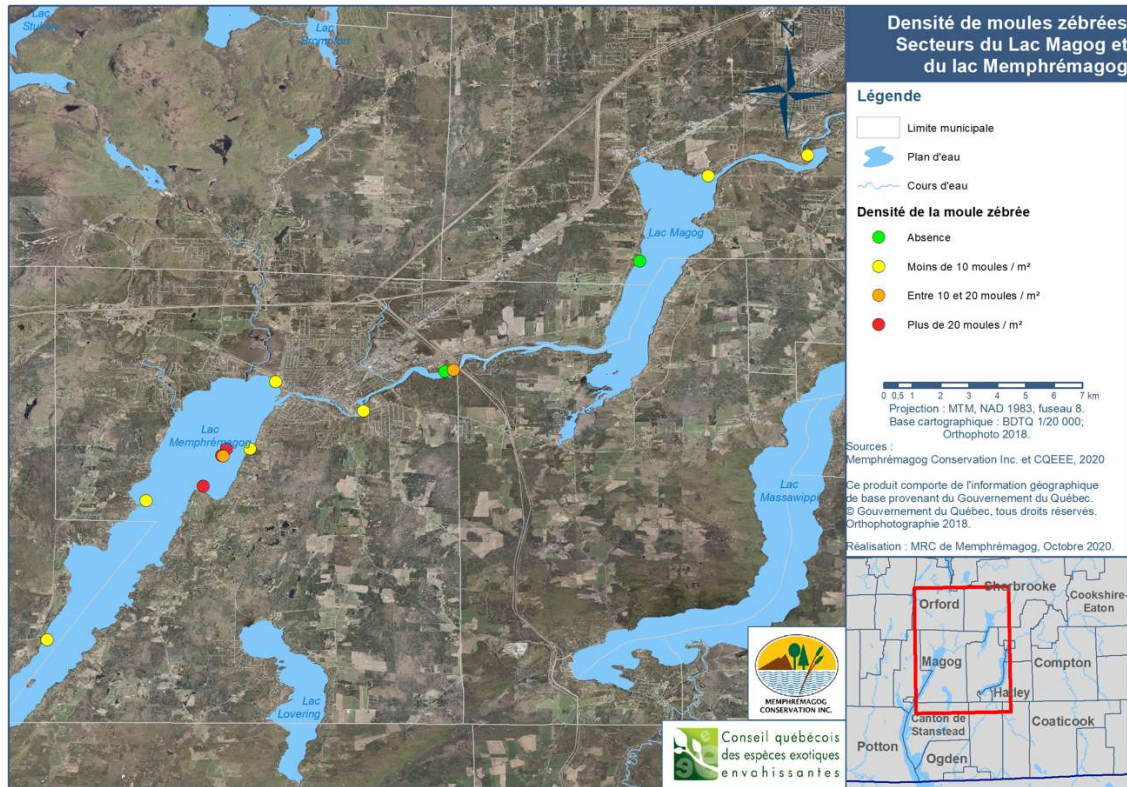 Densité de moules zébrées
Secteurs du Lac Magog et
du lac Memphrémagog
Légende
Limite municipale
Plan d'eau
Cours d'eau
Densité de la moule zébrée
Absence
Moins de 10 moules / m²
Entre 10 et 20 moules / m²
Plus de 20 moules / m²
0 0,5 1 2 3 4 5 6 7 km
Projection : MTM, NAD 1983, fuseau 8.
Base cartographique : BDTQ 1/20 000;
Orthophoto 2018.
Sources :
Memphrémagog Conservation Inc. et CQEEE, 2020
Ce produit comporte de l'information géographique
de base provenant du Gouvernement du Québec.
© Gouvernement du Québec, tous droits réservés.
Orthophotographie 2018.
Réalisation : MRC de Memphrémagog, Octobre 2020.
N
Lac
Lac
Brompton
Lac Magog
Lac
Memphrémagog
Lac
Massawippi
Lac
Lovering
MEMPHRÉMAGOG
CONSERVATION INC.
Conseil québécois
des espèces exotiques
envahissantes
Sherbrooke
Orford
Cookshire-
Eaton
Magog
Compton
Hatley
Canton de
Stanstead
Coaticook
Potton
Ogden